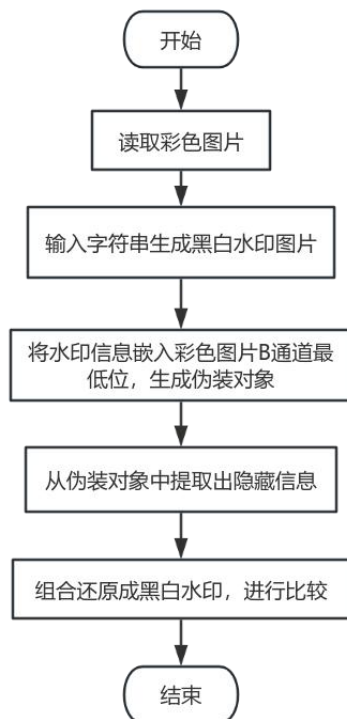 开始
读取彩色图片
输入字符串生成黑白水印图片
将水印信息嵌入彩色图片B通道最
低位，生成伪装对象
从伪装对象中提取出隐藏信息
组合还原成黑白水印，进行比较
结束